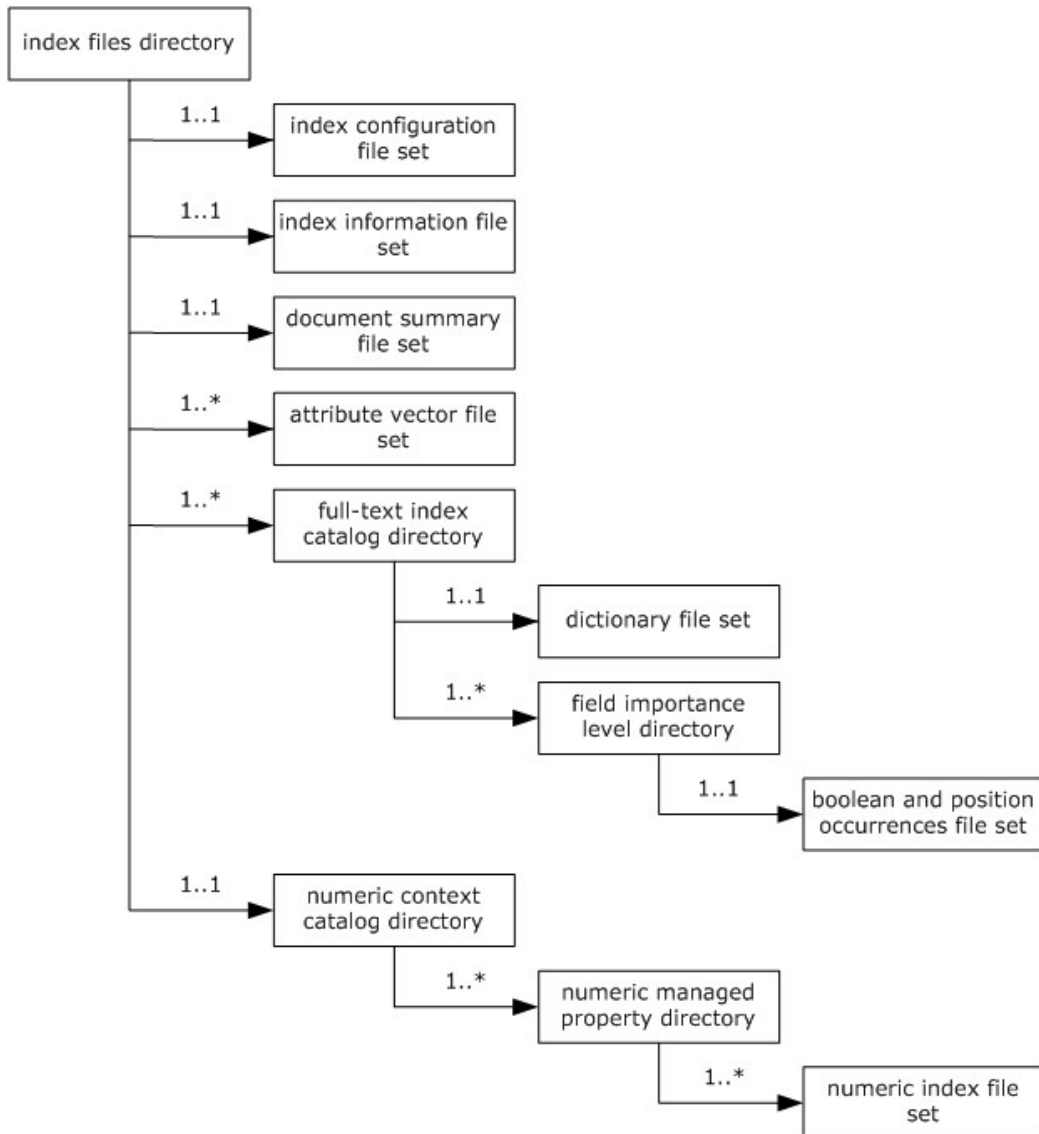 index files directory
1..1
index configuration
file set
1..1
index information file
set
1..1
document summary
file set
1..*
attribute vector file
set
1..*
full-text index
catalog directory
1..1
dictionary file set
1..*
field importance
level directory
1..1
boolean and position
occurrences file set
1..1
numeric context
catalog directory
1..*
numeric managed
property directory
1..*
numeric index file
set